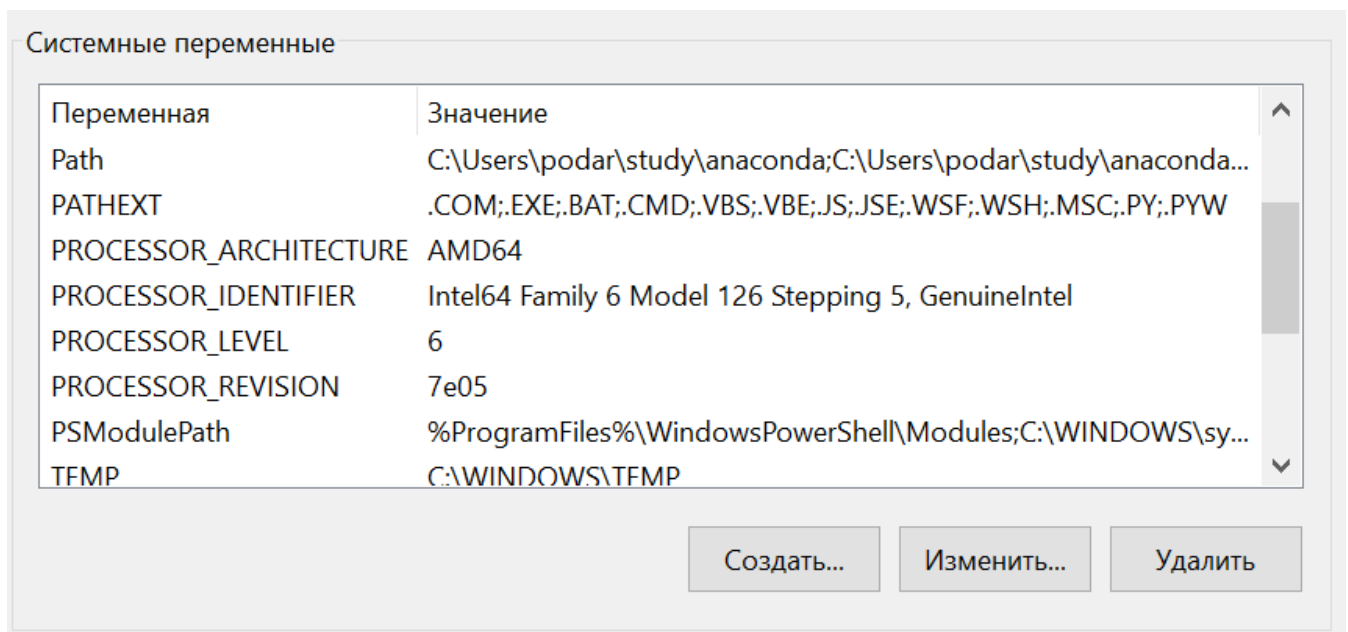 Системные переменные
Переменная Значение
Path C:\Users\podar\study\anaconda;C:\Users\podar\study\anaconda...
PATHEXT .COM;.EXE;.BAT;.CMD;.VBS;.VBE;.JS;.JSE;.WSF;.WSH;.MSC;.PY;.PYW
PROCESSOR_ARCHITECTURE AMD64
PROCESSOR_IDENTIFIER Intel64 Family 6 Model 126 Stepping 5, GenuineIntel
PROCESSOR_LEVEL 6
PROCESSOR_REVISION 7e05
PSModulePath %ProgramFiles%\WindowsPowerShell\Modules;C:\WINDOWS\sy...
TEMP C:\WINDOWS\TEMP
Создать... Изменить... Удалить